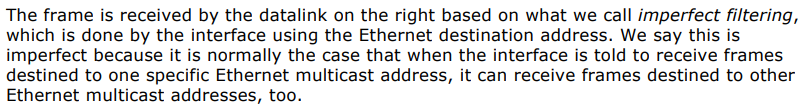 The frame is received by the datalink on the right based on what we call imperfect filtering,
which is done by the interface using the Ethernet destination address. We say this is
imperfect because it is normally the case that when the interface is told to receive frames
destined to one specific Ethernet multicast address, it can receive frames destined to other
Ethernet multicast addresses, too.